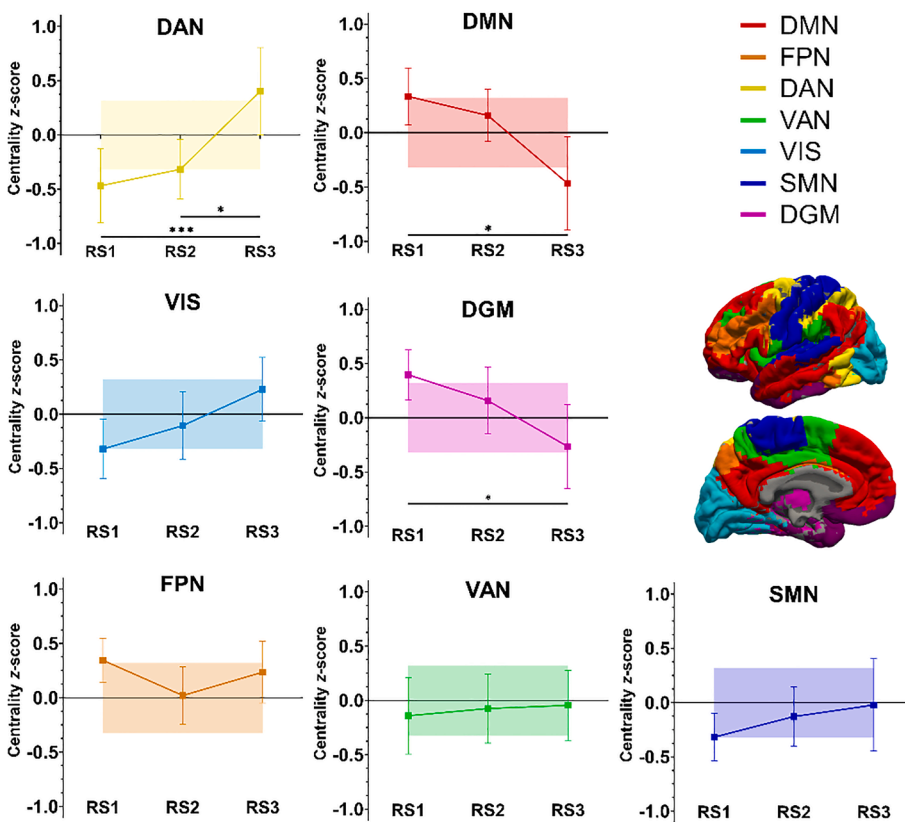 DAN
Centrality z-score
1.0
0.5
0.0
-0.5
-1.0
*
***
RS1 RS2 RS3
DMN
Centrality z-score
1.0
0.5
0.0
-0.5
-1.0
*
RS1 RS2 RS3
DMN
FPN
DAN
VAN
VIS
SMN
DGM
VIS
Centrality z-score
1.0
0.5
0.0
-0.5
-1.0
RS1 RS2 RS3
DGM
Centrality z-score
1.0
0.5
0.0
-0.5
-1.0
*
RS1 RS2 RS3
FPN
Centrality z-score
1.0
0.5
0.0
-0.5
-1.0
RS1 RS2 RS3
VAN
Centrality z-score
1.0
0.5
0.0
-0.5
-1.0
RS1 RS2 RS3
SMN
Centrality z-score
1.0
0.5
0.0
-0.5
-1.0
RS1 RS2 RS3